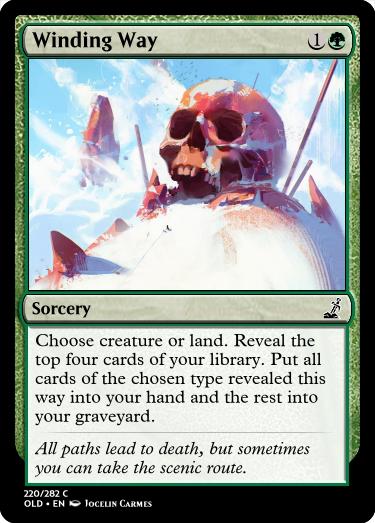 Winding Way 1
Sorcery
Choose creature or land. Reveal the
top four cards of your library. Put all
cards of the chosen type revealed this
way into your hand and the rest into
your graveyard.
All paths lead to death, but sometimes
you can take the scenic route.
220/282 C
OLD • EN Jocelin Carmes